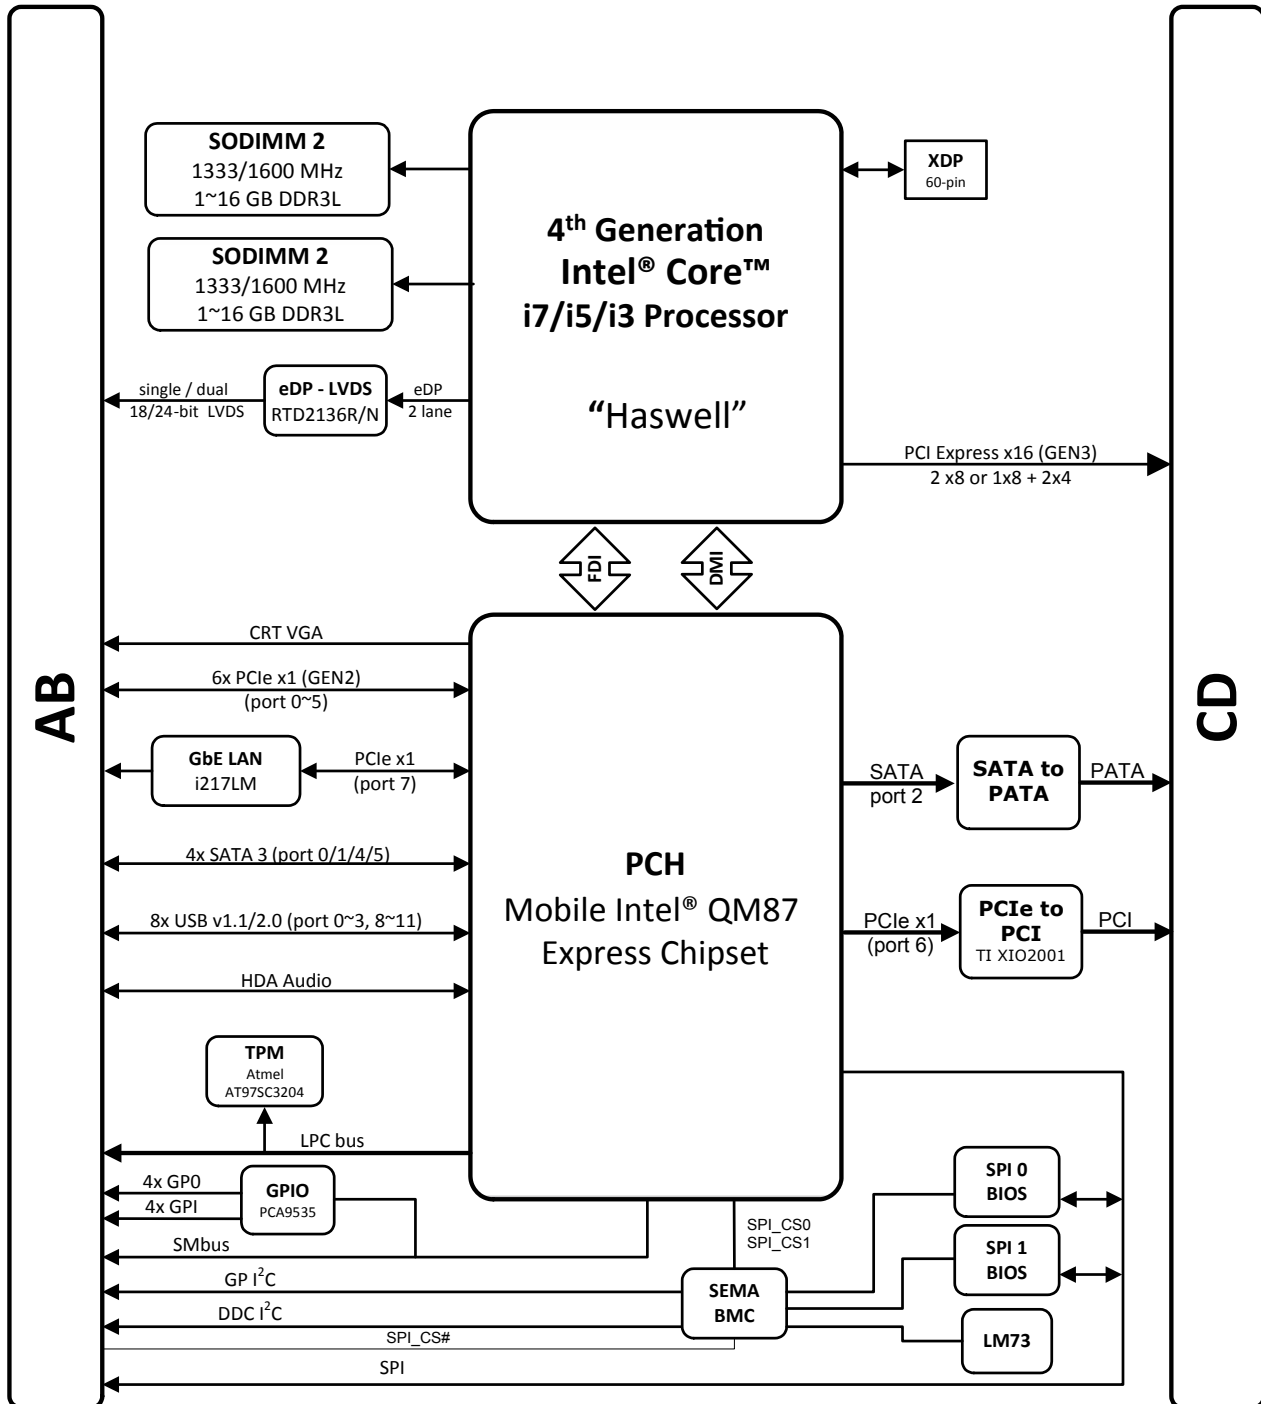 SODIMM 2
1333/1600 MHz
1~16 GB DDR3L
SODIMM 2
1333/1600 MHz
1~16 GB DDR3L
4th Generation
Intel® Core™
i7/i5/i3 Processor
“Haswell”
XDP
60-pin
single / dual
18/24-bit LVDS
eDP - LVDS
RTD2136R/N
eDP
2 lane
PCI Express x16 (GEN3)
2 x8 or 1x8 + 2x4
FDI
DMI
AB
CD
CRT VGA
6x PCIe x1 (GEN2)
(port 0~5)
GbE LAN
i217LM
PCIe x1
(port 7)
4x SATA 3 (port 0/1/4/5)
8x USB v1.1/2.0 (port 0~3, 8~11)
HDA Audio
PCH
Mobile Intel® QM87
Express Chipset
SATA
port 2
SATA to
PATA
PATA
PCIe x1
(port 6)
PCIe to
PCI
TI XIO2001
PCI
TPM
Atmel
AT97SC3204
LPC bus
4x GP0
4x GPI
GPIO
PCA9535
SMbus
GP I²C
DDC I²C
SPI_CS#
SPI
SPI_CS0
SPI_CS1
SEMA
BMC
SPI 0
BIOS
SPI 1
BIOS
LM73